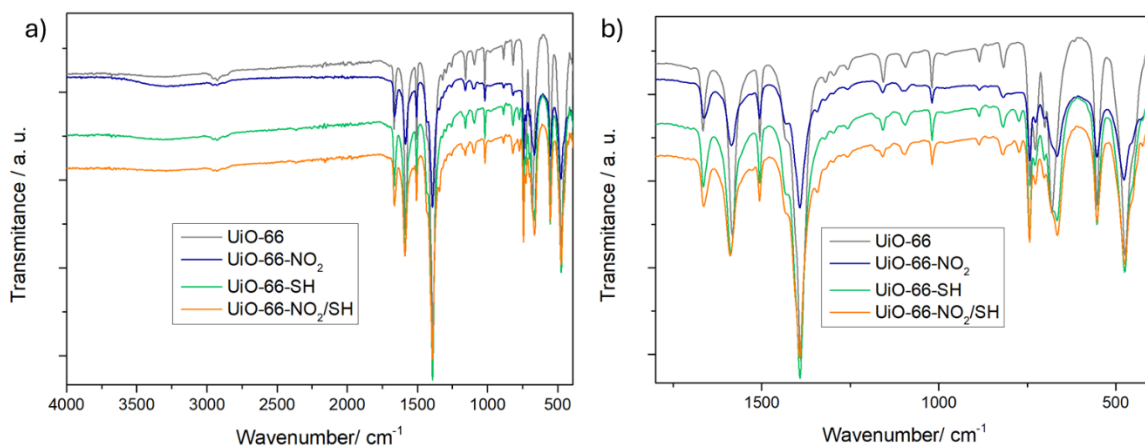 a)
Transmitance / a. u.
UiO-66
UiO-66-NO2
UiO-66-SH
UiO-66-NO2/SH
4000 3500 3000 2500 2000 1500 1000 500
Wavenumber/ cm-1
b)
Transmitance / a. u.
UiO-66
UiO-66-NO2
UiO-66-SH
UiO-66-NO2/SH
1500 1000 500
Wavenumber/ cm-1